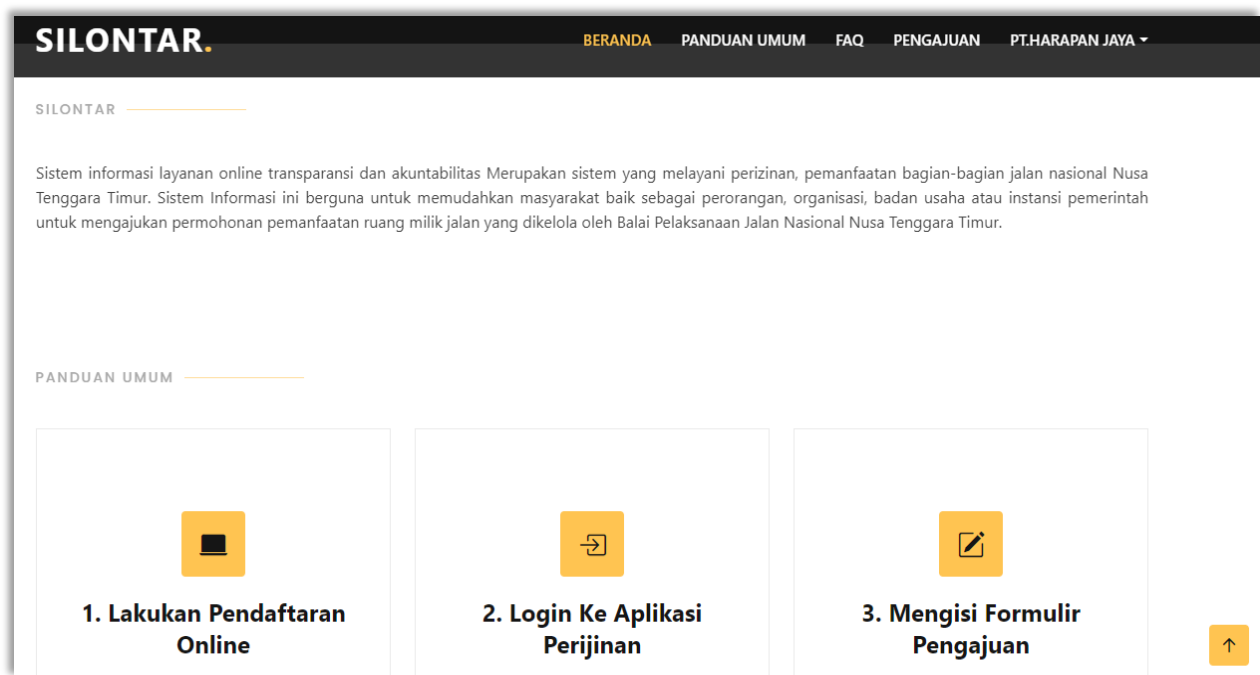 SILONTAR.
BERANDA PANDUAN UMUM FAQ PENGAJUAN PT.HARAPAN JAYA
SILONTAR
Sistem informasi layanan online transparansi dan akuntabilitas Merupakan sistem yang melayani perizinan, pemanfaatan bagian-bagian jalan nasional Nusa
Tenggara Timur. Sistem Informasi ini berguna untuk memudahkan masyarakat baik sebagai perorangan, organisasi, badan usaha atau instansi pemerintah
untuk mengajukan permohonan pemanfaatan ruang milik jalan yang dikelola oleh Balai Pelaksanaan Jalan Nasional Nusa Tenggara Timur.
PANDUAN UMUM
1. Lakukan Pendaftaran
Online
2. Login Ke Aplikasi
Perijinan
3. Mengisi Formulir
Pengajuan